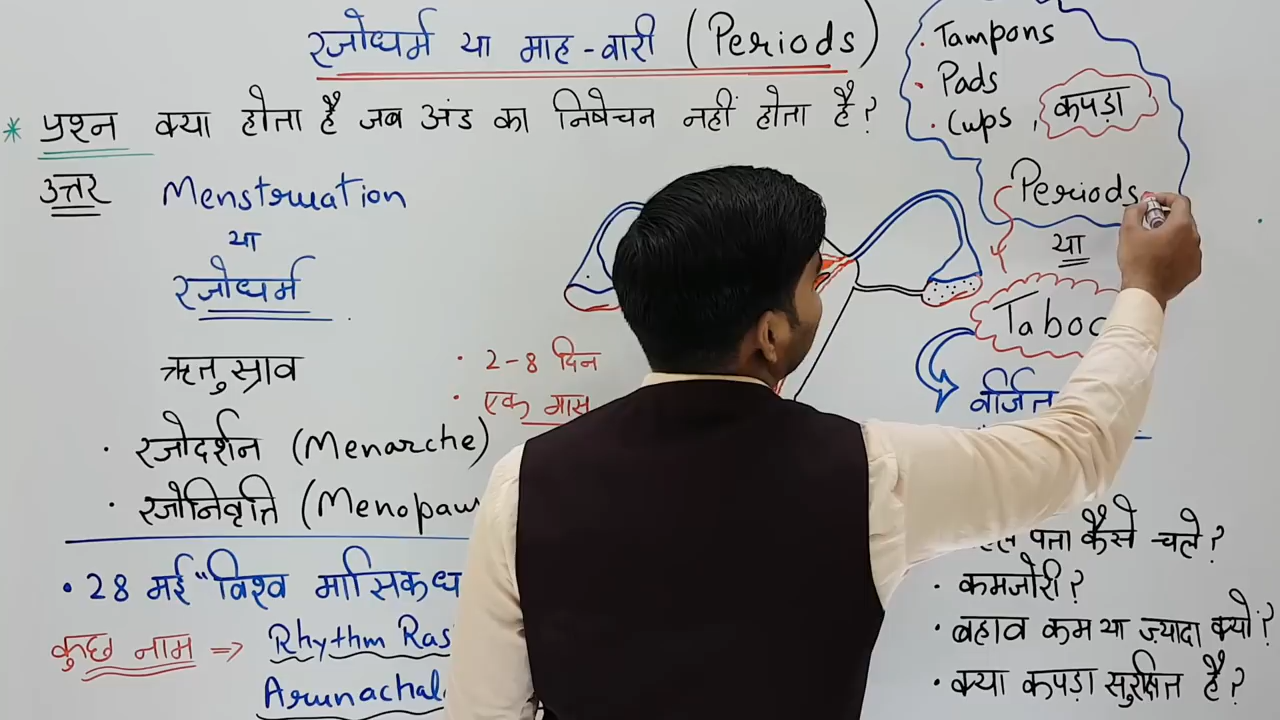 रजोधर्म या माह-वारी (Periods)
* प्रश्न क्या होता है जब अंड का निषेचन नहीं होता है?
उत्तर Menstruation
या
रजोधर्म
ऋतुस्राव
• रजोदर्शन (Menarche)
• रजोनिवृत्ति (Menopau
• 28 मई "विश्व मासिक ध
कुछ नाम => Rhythm Ras
Arunachal
• 2-8 दिन
• एक मास
• Tampons
• Pads
• Cups, कपड़ा
Periods
या
Taboo
वर्जित
पता कैसे चले?
• कमजोरी?
• बहाव कम या ज़्यादा क्यों?
• क्या कपड़ा सुरक्षित है?